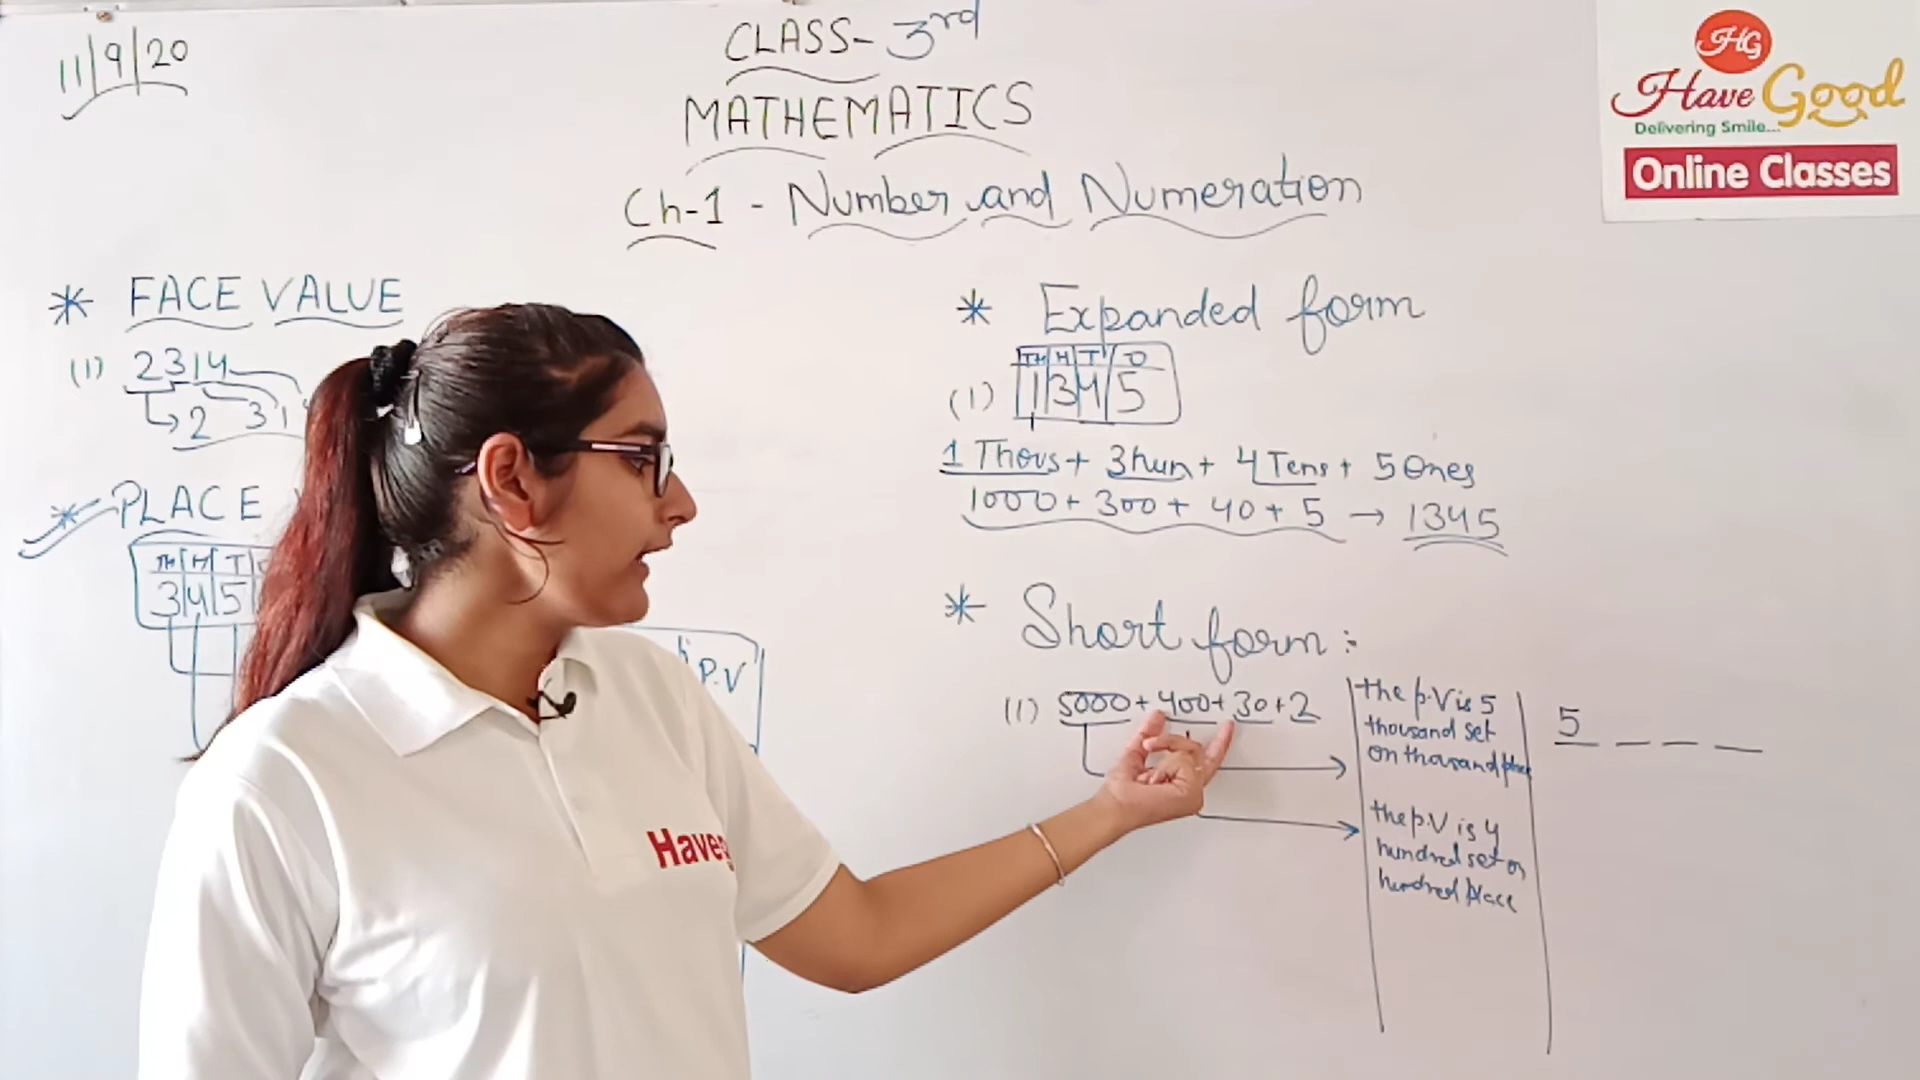 11/9/20
CLASS-3rd
MATHEMATICS
Ch-1 - Number and Numeration
HG
Have Good
Delivering Smile...
Online Classes
* FACE VALUE
(1) 2314
2 3 1
* PLACE
TH H T
3 4 5
P.V
* Expanded form
TH H T O
(1) 1 3 4 5
1 Thous + 3hun + 4 Tens + 5 Ones
1000 + 300 + 40 + 5 → 1345
* Short form :
(1) 5000+400+30+2
the p.V is 5
thousand set
on thousand place
the p.V is 4
hundred set on
hundred place
5 _ _ _
Have